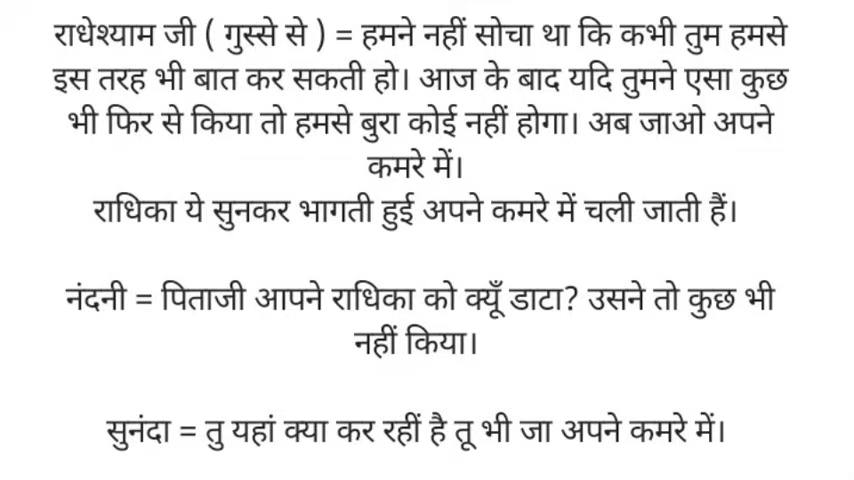 राधेश्याम जी ( गुस्से से ) = हमने नहीं सोचा था कि कभी तुम हमसे
इस तरह भी बात कर सकती हो। आज के बाद यदि तुमने एसा कुछ
भी फिर से किया तो हमसे बुरा कोई नहीं होगा। अब जाओ अपने
कमरे में।
राधिका ये सुनकर भागती हुई अपने कमरे में चली जाती हैं।
नंदनी = पिताजी आपने राधिका को क्यूँ डाटा? उसने तो कुछ भी
नहीं किया।
सुनंदा = तु यहां क्या कर रहीं है तू भी जा अपने कमरे में।